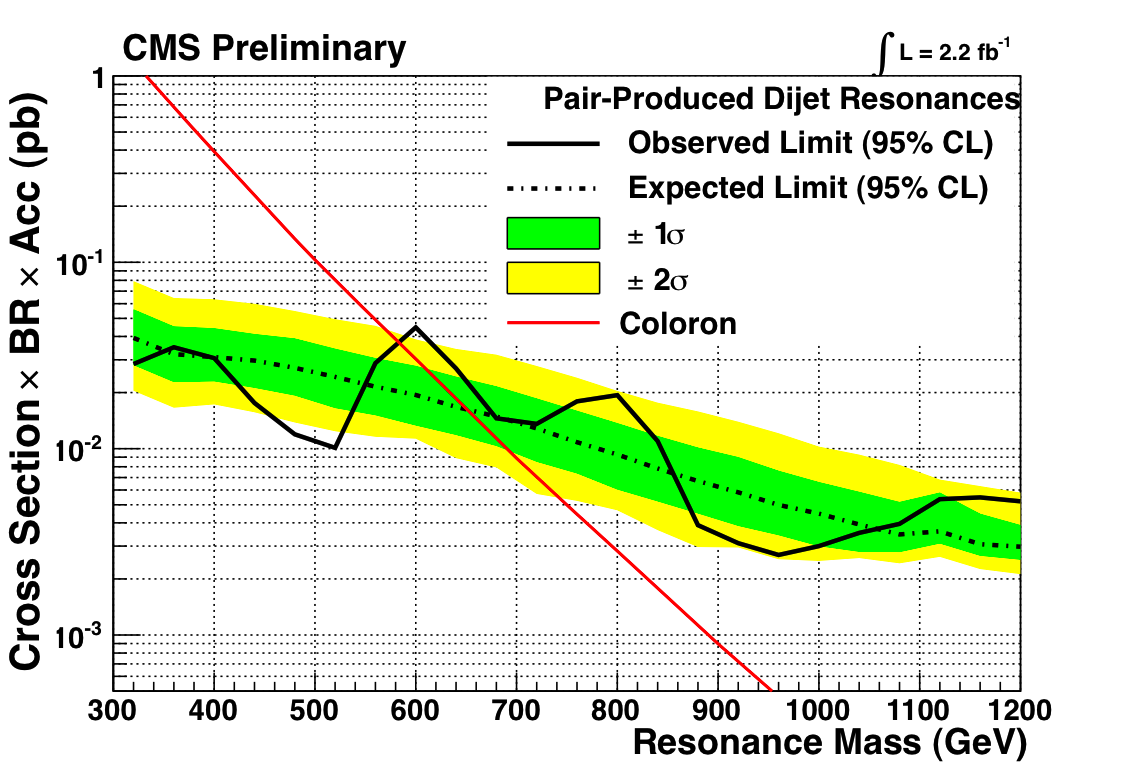 CMS Preliminary
∫ L = 2.2 fb⁻¹
Pair-Produced Dijet Resonances
Observed Limit (95% CL)
Expected Limit (95% CL)
± 1σ
± 2σ
Coloron
Cross Section × BR × Acc (pb)
1
10⁻¹
10⁻²
10⁻³
300 400 500 600 700 800 900 1000 1100 1200
Resonance Mass (GeV)